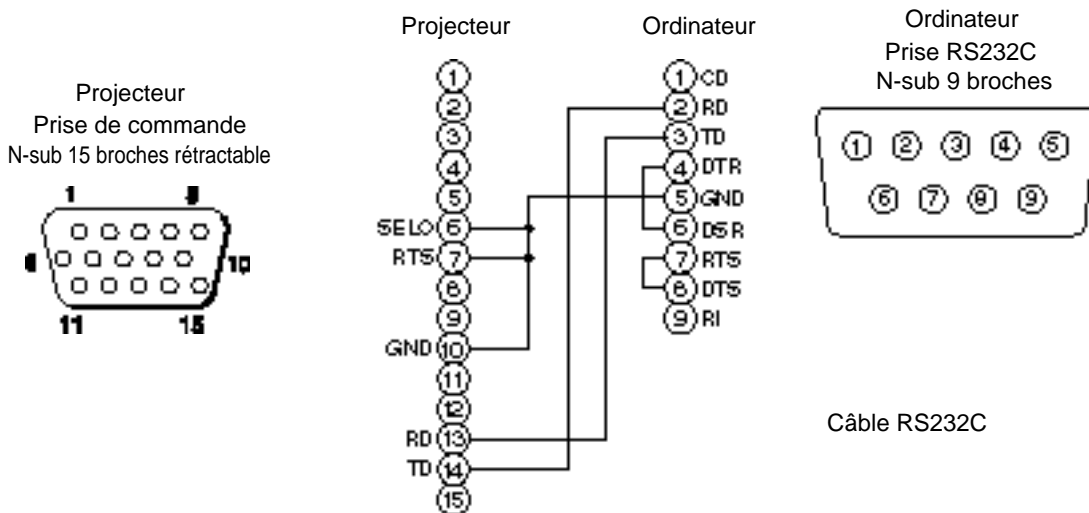 Projecteur
Prise de commande
N-sub 15 broches rétractable
1 5
6 10
11 15
Projecteur
1
2
3
4
5
SEL0 6
RTS 7
8
9
GND 10
11
12
RD 13
TD 14
15
Ordinateur
1 CD
2 RD
3 TD
4 DTR
5 GND
6 DSR
7 RTS
8 DTS
9 RI
Ordinateur
Prise RS232C
N-sub 9 broches
1 2 3 4 5
6 7 8 9
Câble RS232C